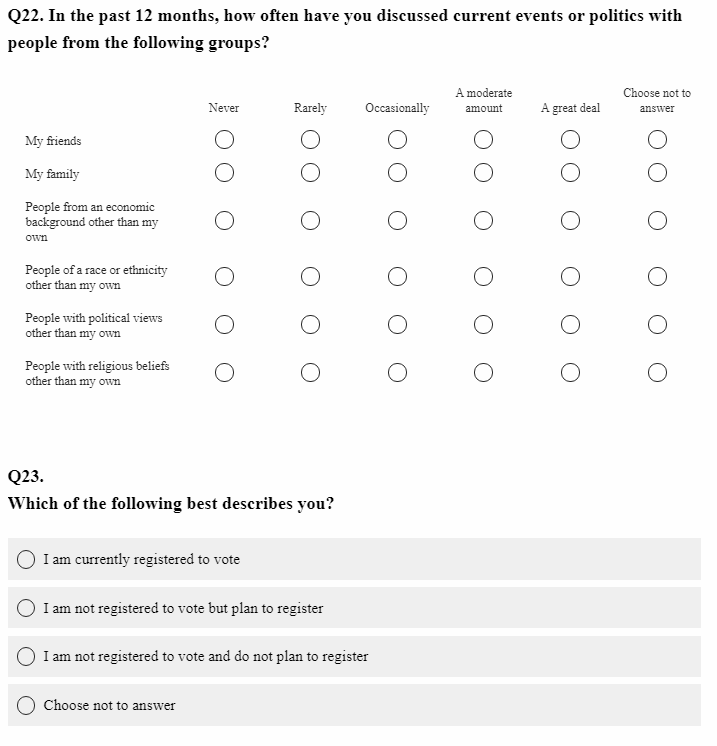 Q22. In the past 12 months, how often have you discussed current events or politics with
people from the following groups?
Never Rarely Occasionally A moderate amount A great deal Choose not to answer
My friends
My family
People from an economic
background other than my
own
People of a race or ethnicity
other than my own
People with political views
other than my own
People with religious beliefs
other than my own
Q23.
Which of the following best describes you?
I am currently registered to vote
I am not registered to vote but plan to register
I am not registered to vote and do not plan to register
Choose not to answer